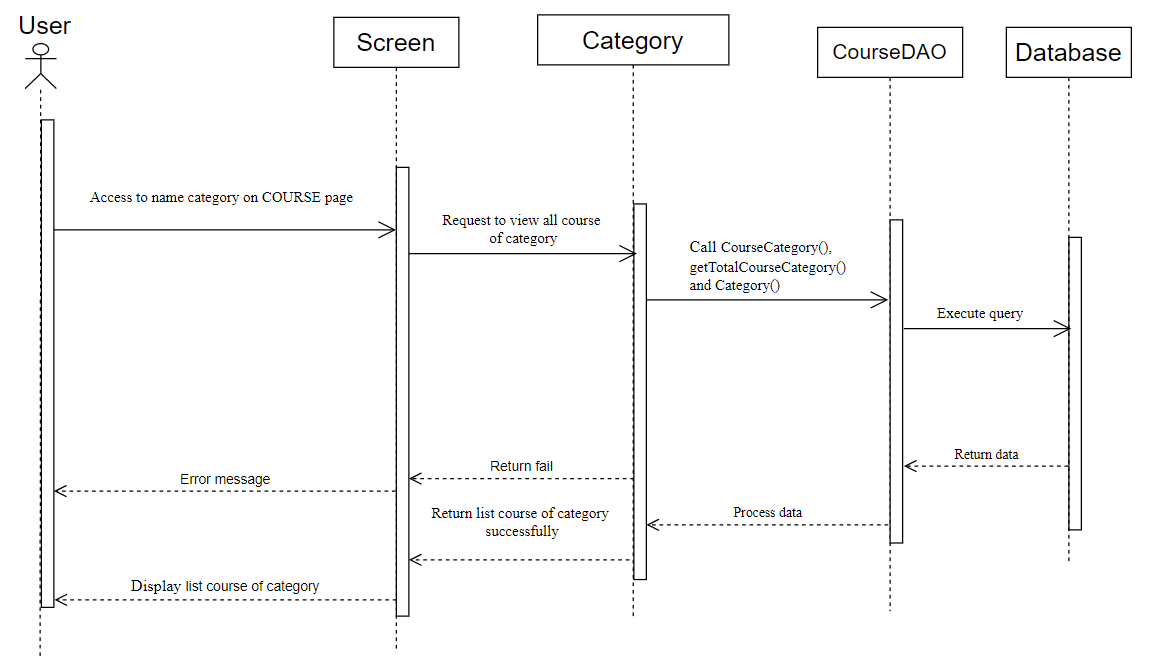 User
Screen
Category
CourseDAO
Database
Access to name category on COURSE page
Request to view all course
of category
Call CourseCategory(),
getTotalCourseCategory()
and Category()
Execute query
Return data
Return fail
Error message
Process data
Return list course of category
successfully
Display list course of category